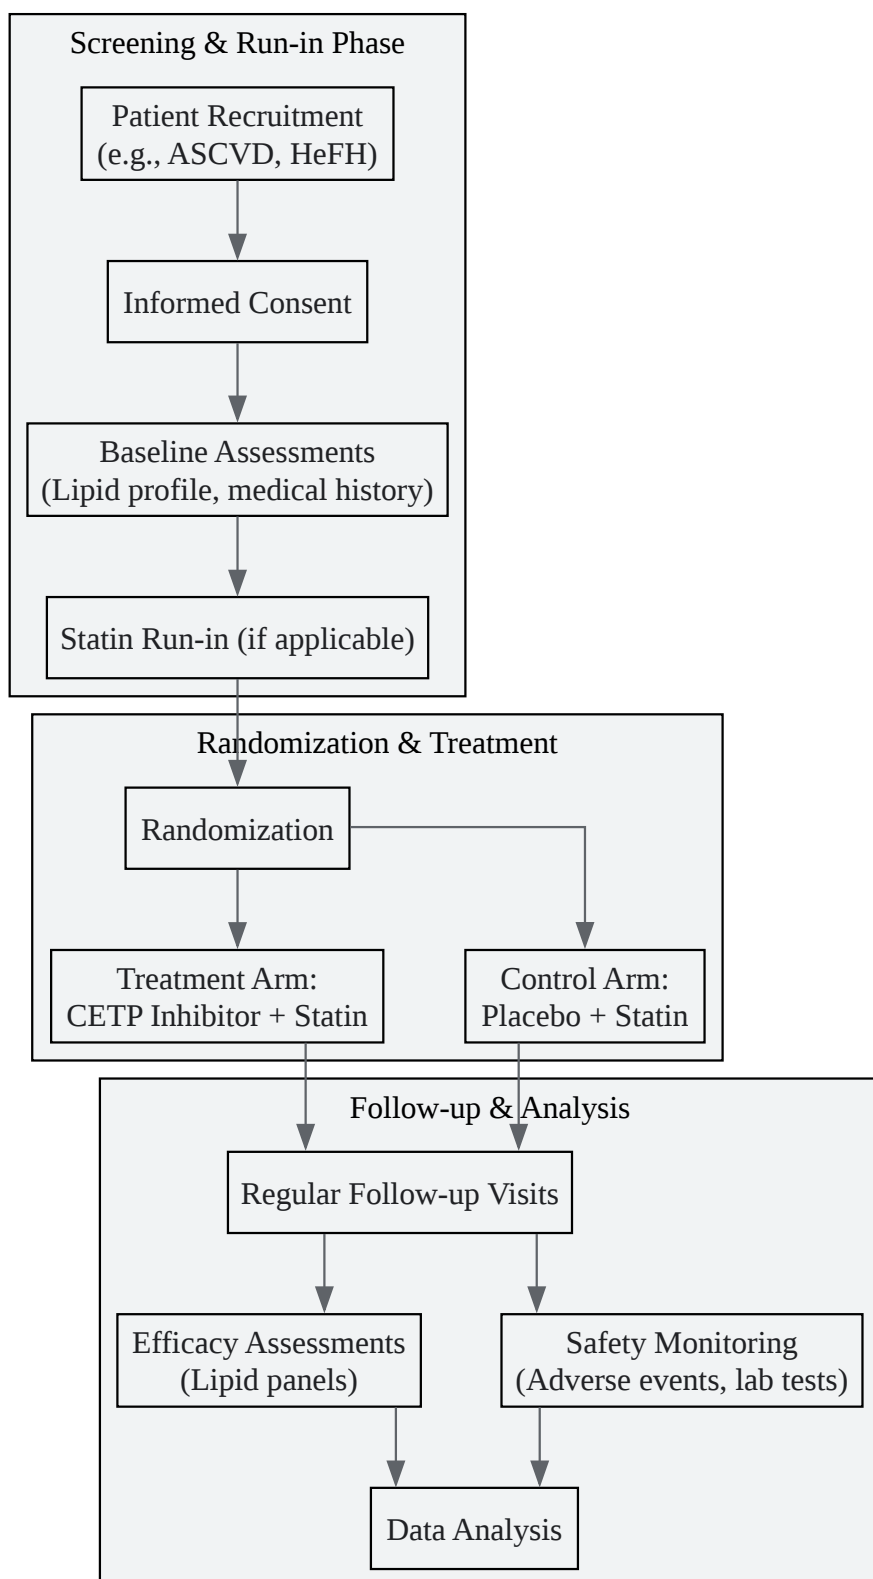 Screening & Run-in Phase
Patient Recruitment
(e.g., ASCVD, HeFH)
Informed Consent
Baseline Assessments
(Lipid profile, medical history)
Statin Run-in (if applicable)
Randomization & Treatment
Randomization
Treatment Arm:
CETP Inhibitor + Statin
Control Arm:
Placebo + Statin
Follow-up & Analysis
Regular Follow-up Visits
Efficacy Assessments
(Lipid panels)
Safety Monitoring
(Adverse events, lab tests)
Data Analysis